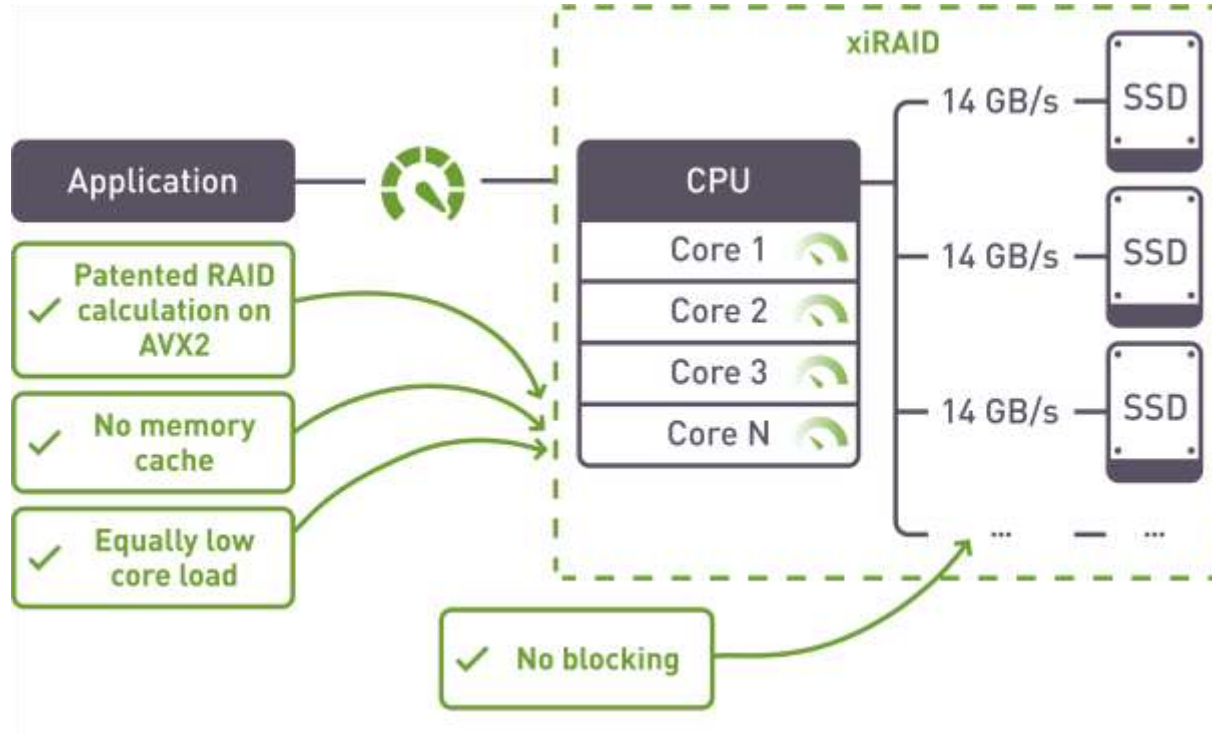 xiRAID
Application
CPU
Core 1
Core 2
Core 3
Core N
14 GB/s
SSD
14 GB/s
SSD
14 GB/s
SSD
... — ...
Patented RAID
calculation on
AVX2
No memory
cache
Equally low
core load
No blocking